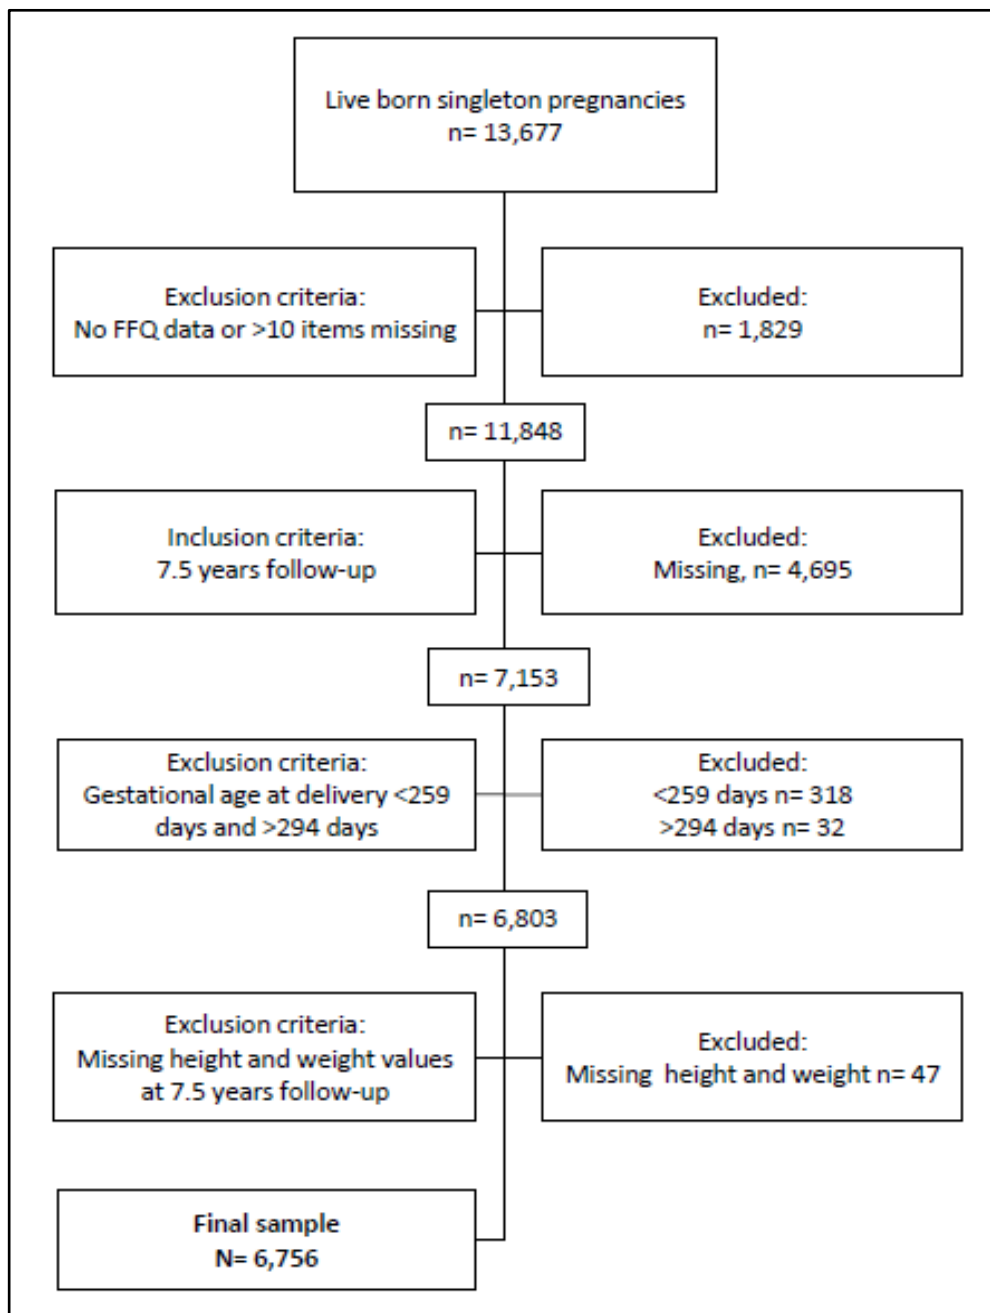 Live born singleton pregnancies
n= 13,677
Exclusion criteria:
No FFQ data or >10 items missing
Excluded:
n= 1,829
n= 11,848
Inclusion criteria:
7.5 years follow-up
Excluded:
Missing, n= 4,695
n= 7,153
Exclusion criteria:
Gestational age at delivery <259
days and >294 days
Excluded:
<259 days n= 318
>294 days n= 32
n= 6,803
Exclusion criteria:
Missing height and weight values
at 7.5 years follow-up
Excluded:
Missing height and weight n= 47
Final sample
N= 6,756